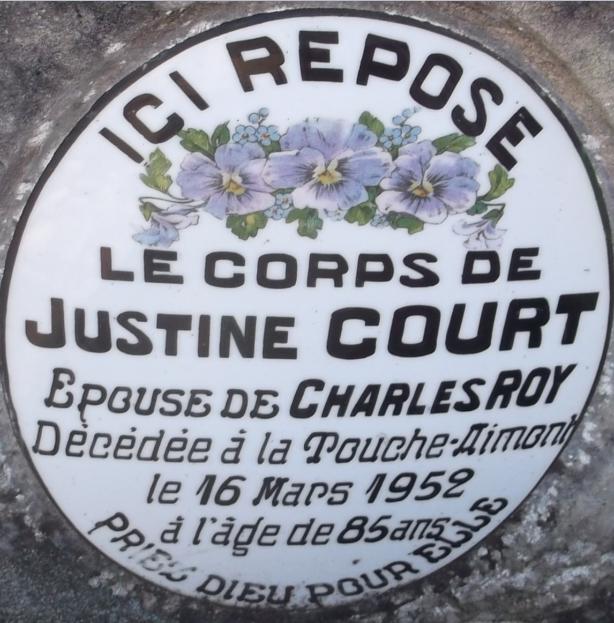 ICI REPOSE
LE CORPS DE
JUSTINE COURT
EPOUSE DE CHARLES ROY
Décédée à la Touche-Aimont
le 16 Mars 1952
à l'âge de 85 ans
PRIEZ DIEU POUR ELLE